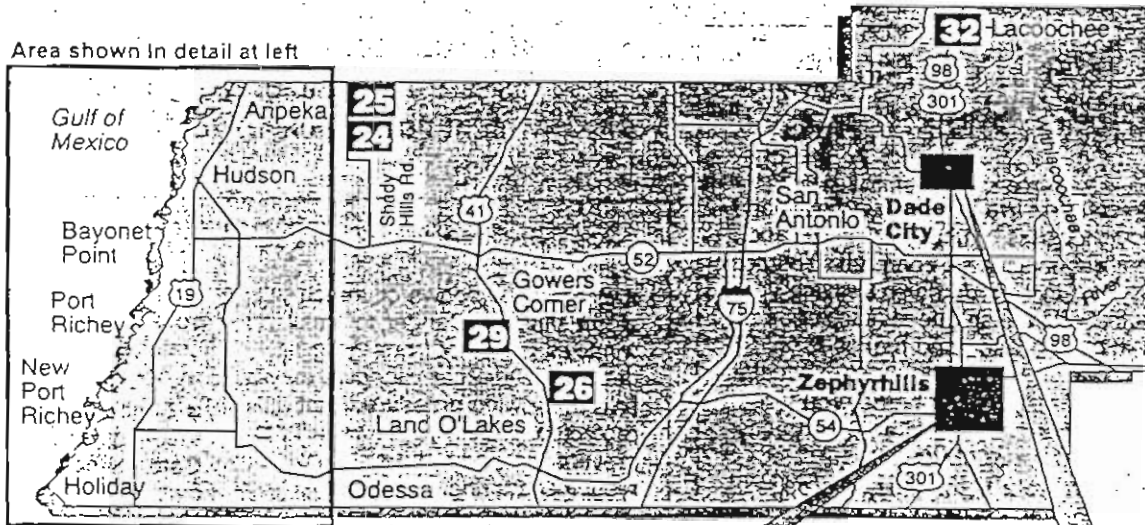 Area shown in detail at left
32 Lacoochee
98
301
25
24
Gulf of
Mexico
Anpeka
Hudson
Shady
Hills Rd.
41
San
Antonio
Dade
City
Withlacoochee
River
Bayonet
Point
52
Gowers
Corner
19
75
Port
Richey
29
98
New
Port
Richey
26
Zephyrhills
Land O'Lakes
54
Holiday
Odessa
301